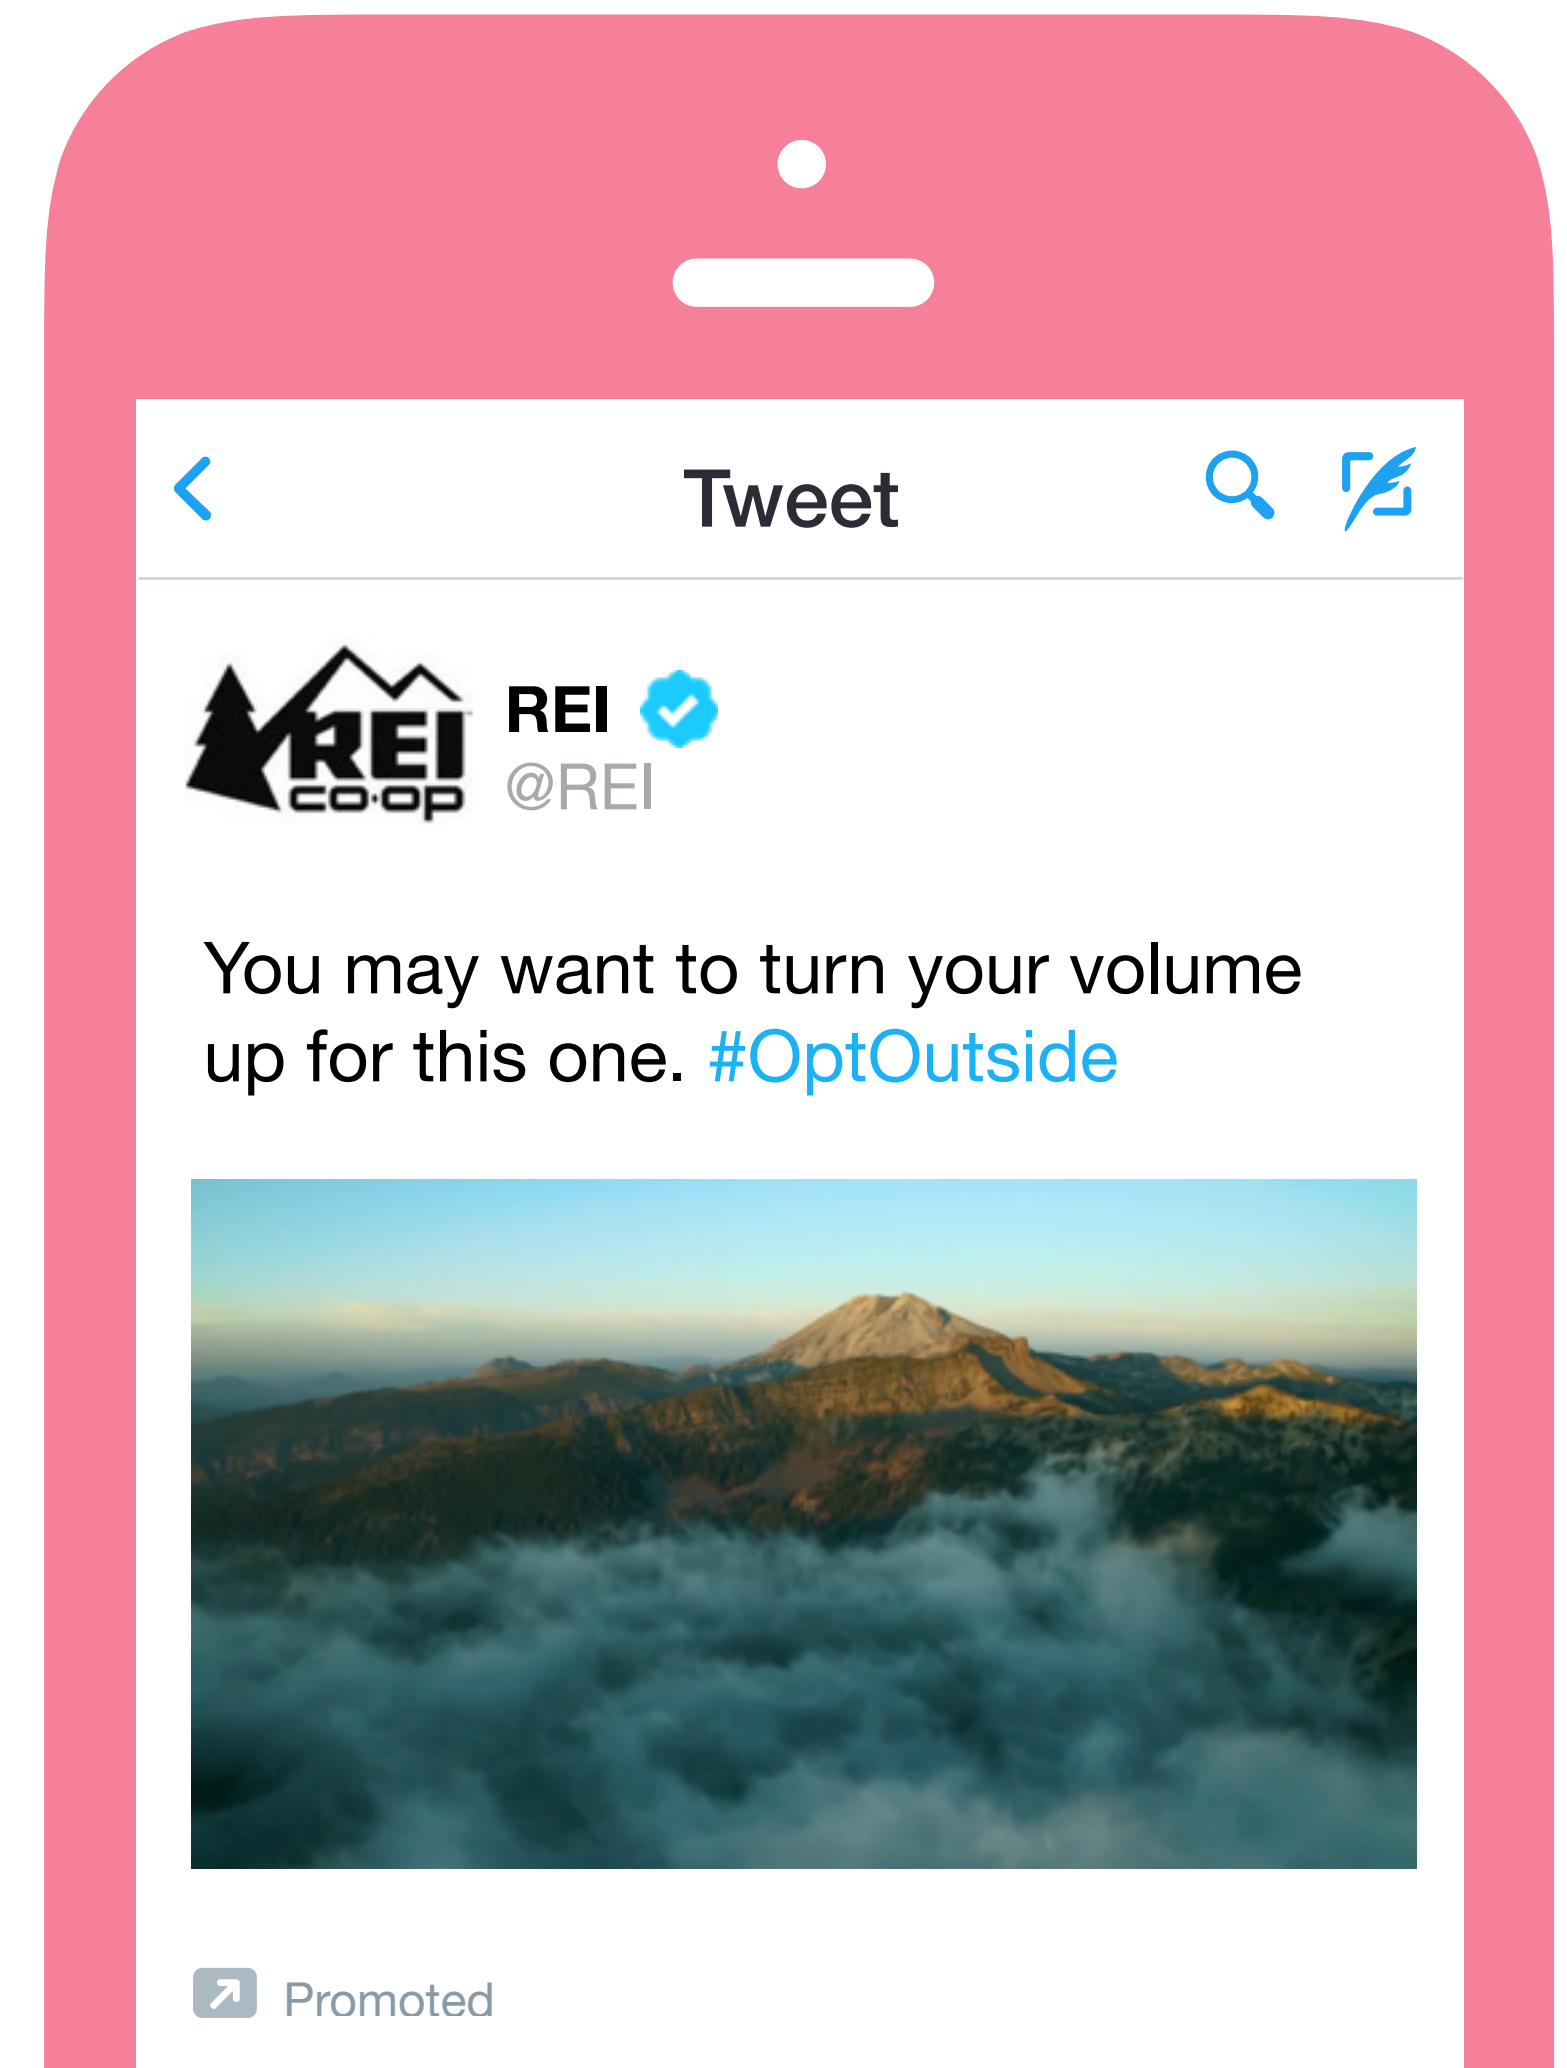 Tweet
REI
CO·OP
REI
@REI
You may want to turn your volume
up for this one. #OptOutside
Promoted